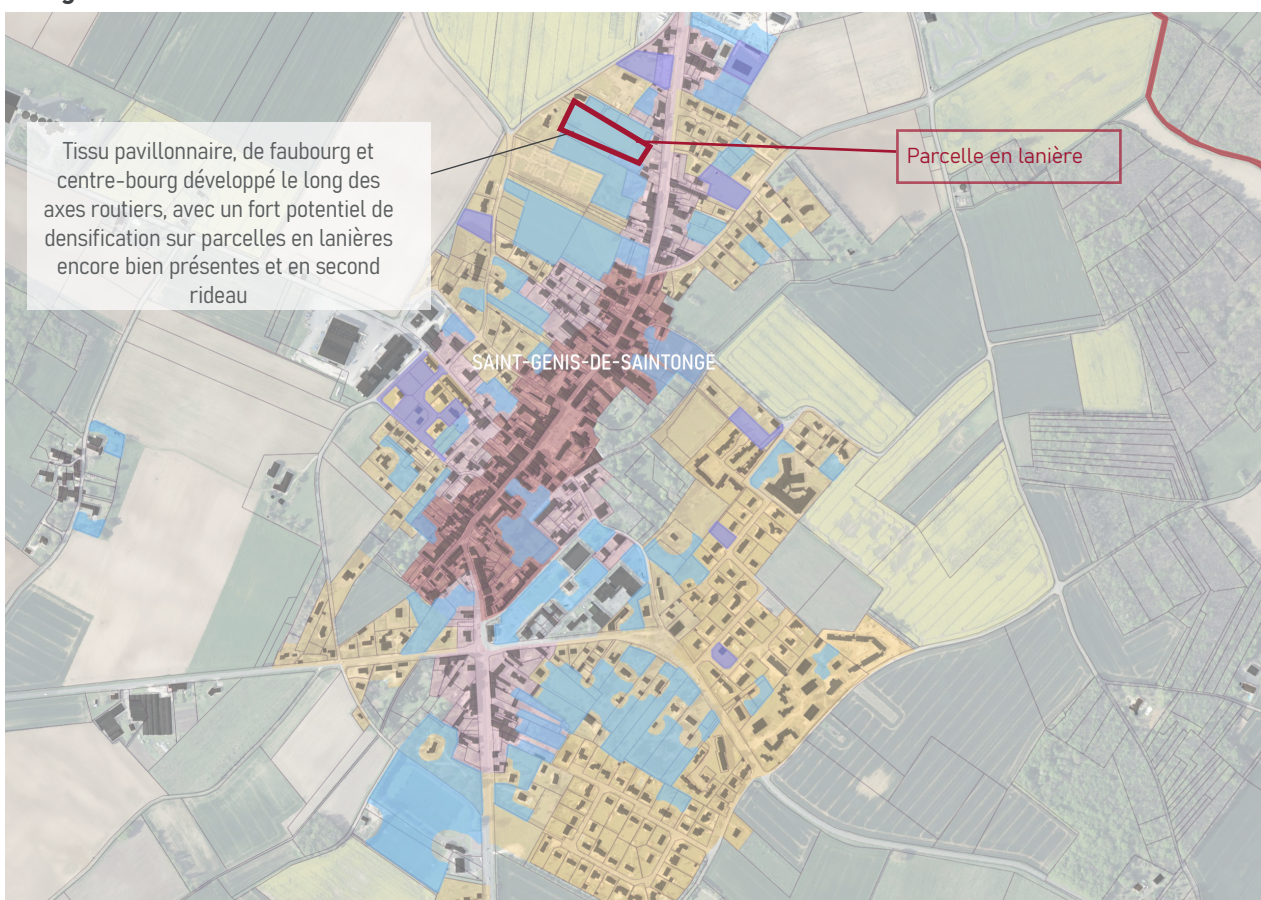 Tissu pavillonnaire, de faubourg et
centre-bourg développé le long des
axes routiers, avec un fort potentiel de
densification sur parcelles en lanières
encore bien présentes et en second
rideau
Parcelle en lanière
SAINT-GENIS-DE-SAINTONGE